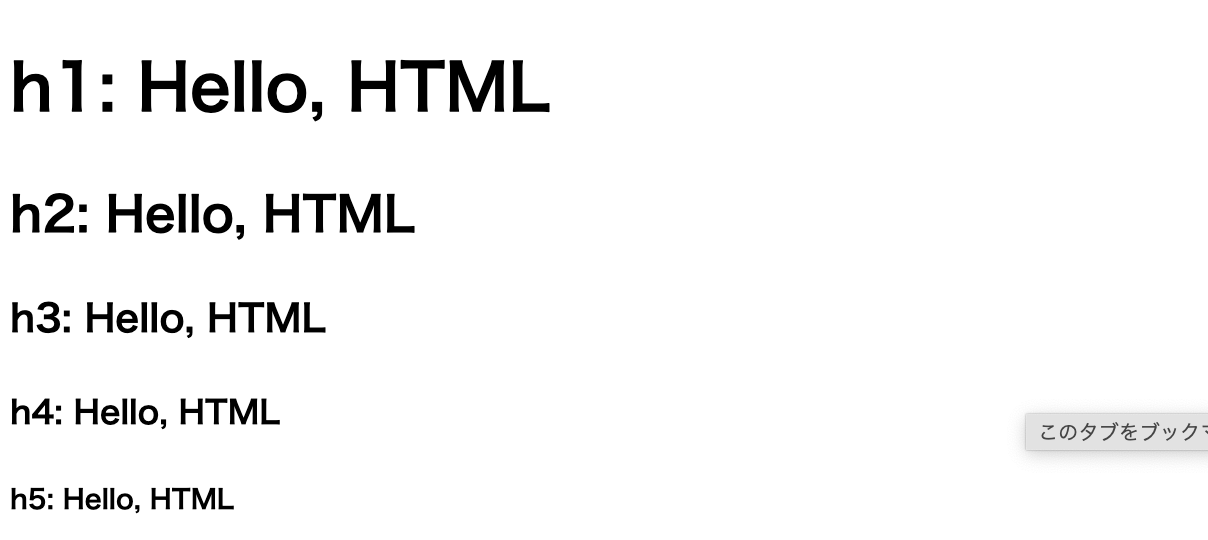 h1: Hello, HTML
h2: Hello, HTML
h3: Hello, HTML
h4: Hello, HTML
このタブをブック
h5: Hello, HTML